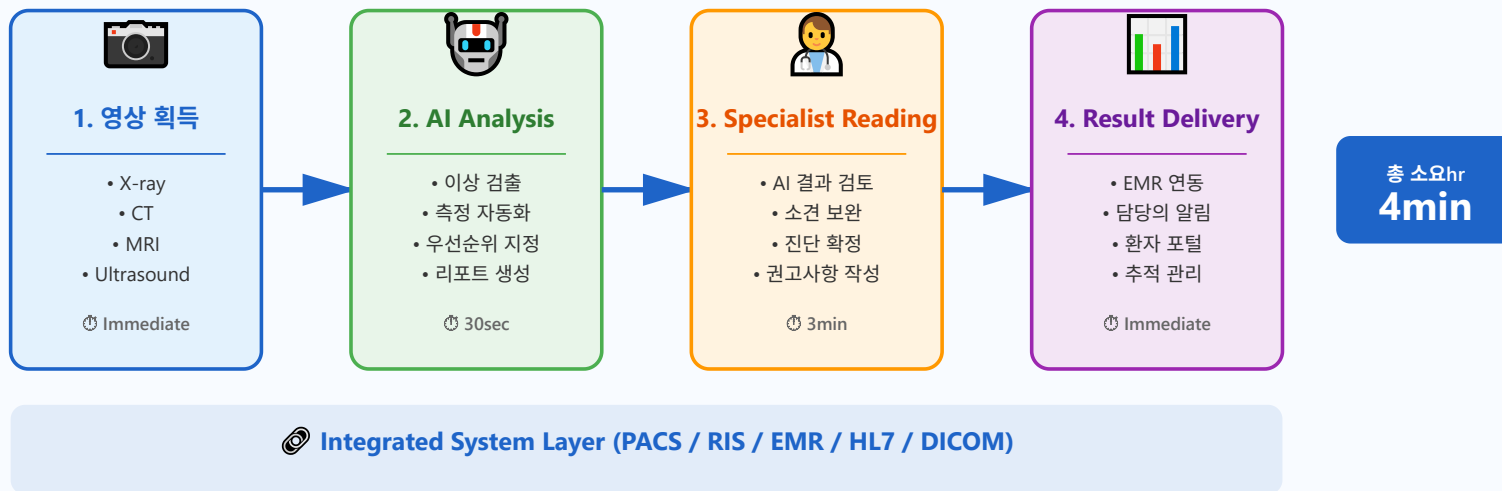 1. 영상 획득
• X-ray
• CT
• MRI
• Ultrasound
⏱ Immediate
2. AI Analysis
• 이상 검출
• 측정 자동화
• 우선순위 지정
• 리포트 생성
⏱ 30sec
3. Specialist Reading
• AI 결과 검토
• 소견 보완
• 진단 확정
• 권고사항 작성
⏱ 3min
4. Result Delivery
• EMR 연동
• 담당의 알림
• 환자 포털
• 추적 관리
⏱ Immediate
총 소요hr
4min
🔗 Integrated System Layer (PACS / RIS / EMR / HL7 / DICOM)